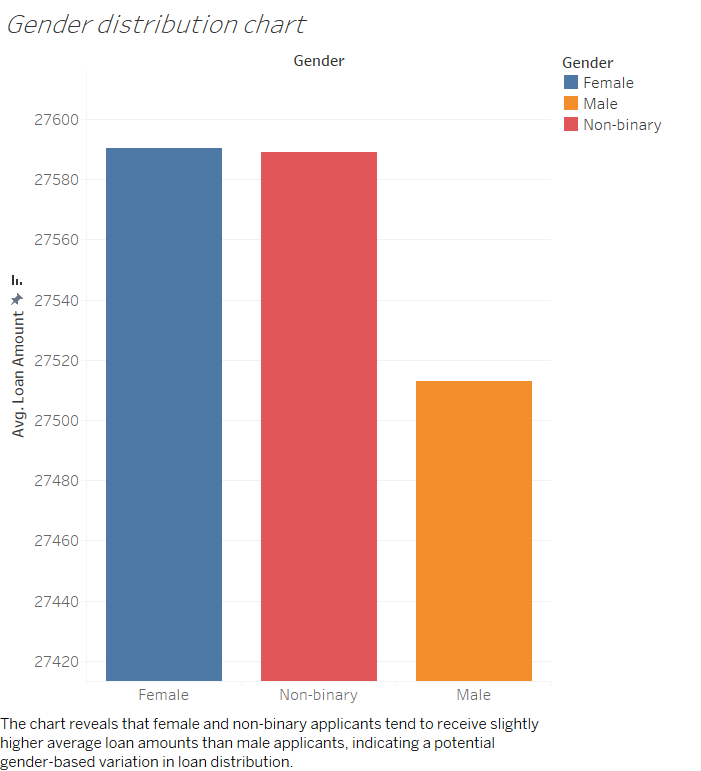 Gender distribution chart
Gender
Gender
Female
Male
Non-binary
27600
27580
27560
27540
27520
27500
27480
27460
27440
27420
Avg. Loan Amount
Female Non-binary Male
The chart reveals that female and non-binary applicants tend to receive slightly
higher average loan amounts than male applicants, indicating a potential
gender-based variation in loan distribution.